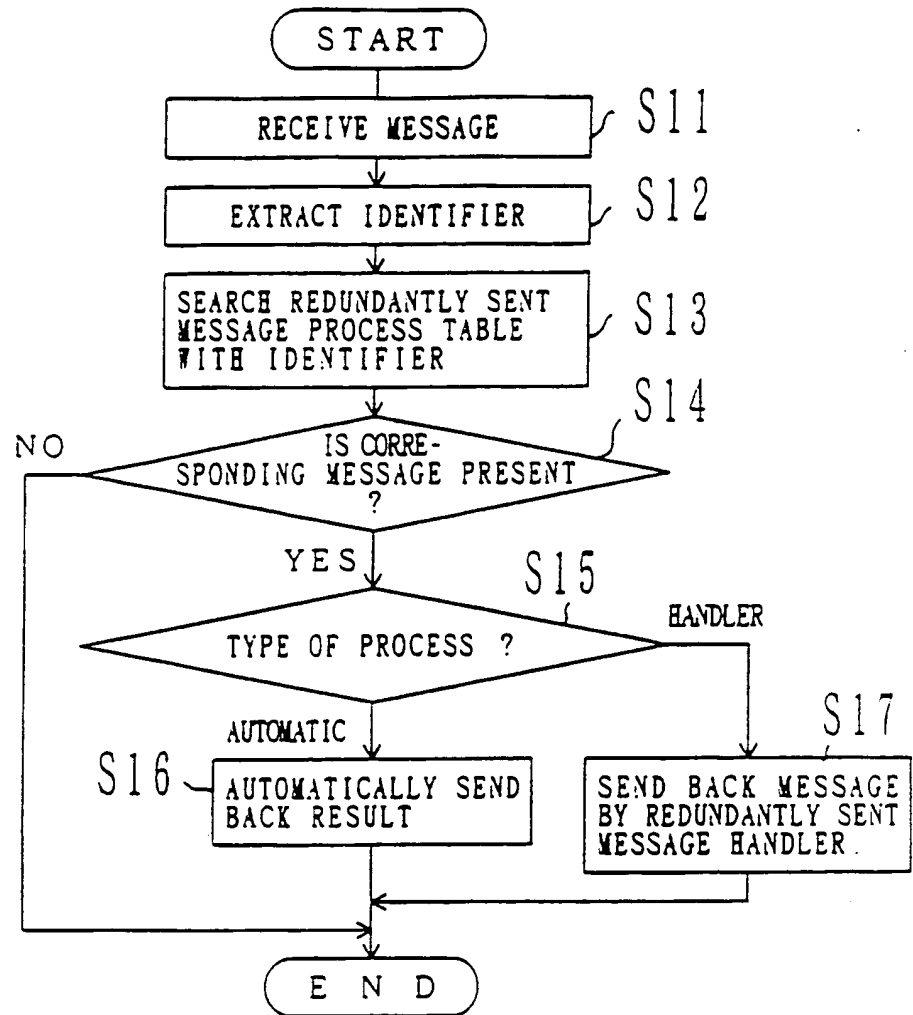 START
RECEIVE MESSAGE
S11
EXTRACT IDENTIFIER
S12
SEARCH REDUNDANTLY SENT
MESSAGE PROCESS TABLE
WITH IDENTIFIER
S13
S14
NO
IS CORRE-
SPONDING MESSAGE PRESENT
?
YES
S15
TYPE OF PROCESS ?
HANDLER
AUTOMATIC
S16
AUTOMATICALLY SEND
BACK RESULT
S17
SEND BACK MESSAGE
BY REDUNDANTLY SENT
MESSAGE HANDLER.
END